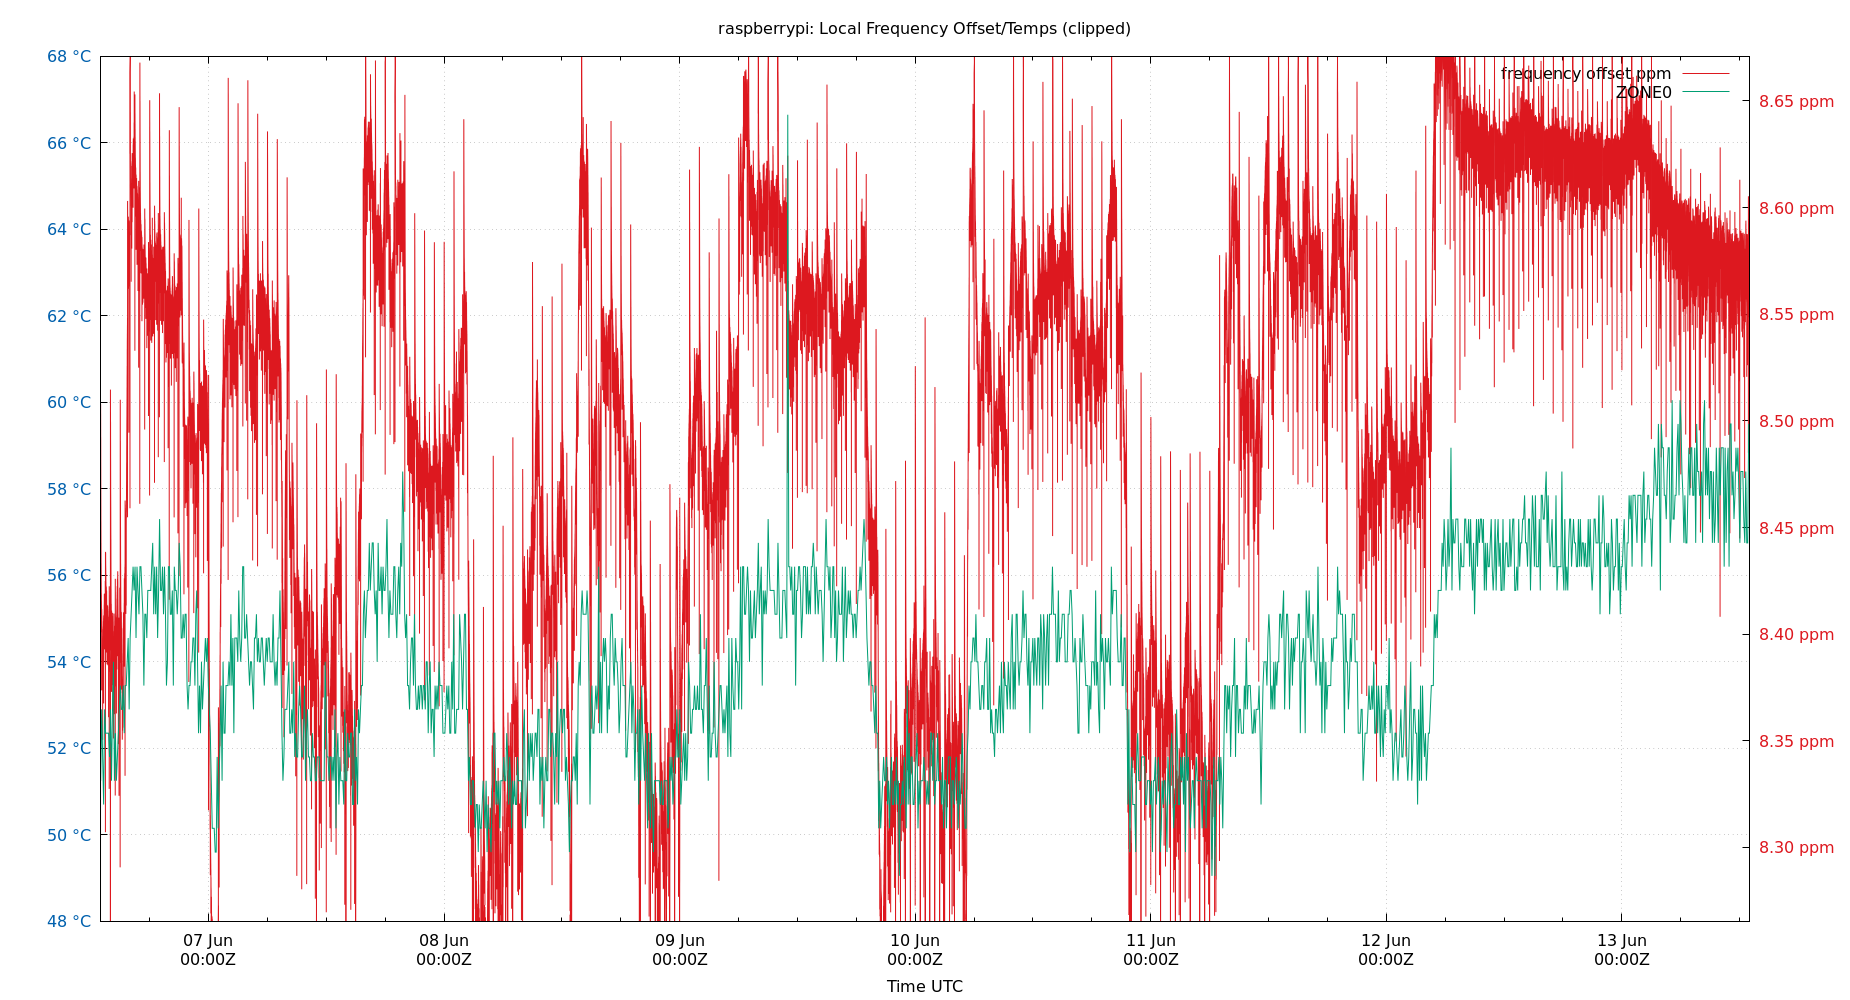 raspberrypi: Local Frequency Offset/Temps (clipped)
68 °C
66 °C
64 °C
62 °C
60 °C
58 °C
56 °C
54 °C
52 °C
50 °C
48 °C
frequency offset ppm
ZONE0
8.65 ppm
8.60 ppm
8.55 ppm
8.50 ppm
8.45 ppm
8.40 ppm
8.35 ppm
8.30 ppm
07 Jun 08 Jun 09 Jun 10 Jun 11 Jun 12 Jun 13 Jun
00:00Z 00:00Z 00:00Z 00:00Z 00:00Z 00:00Z 00:00Z
Time UTC